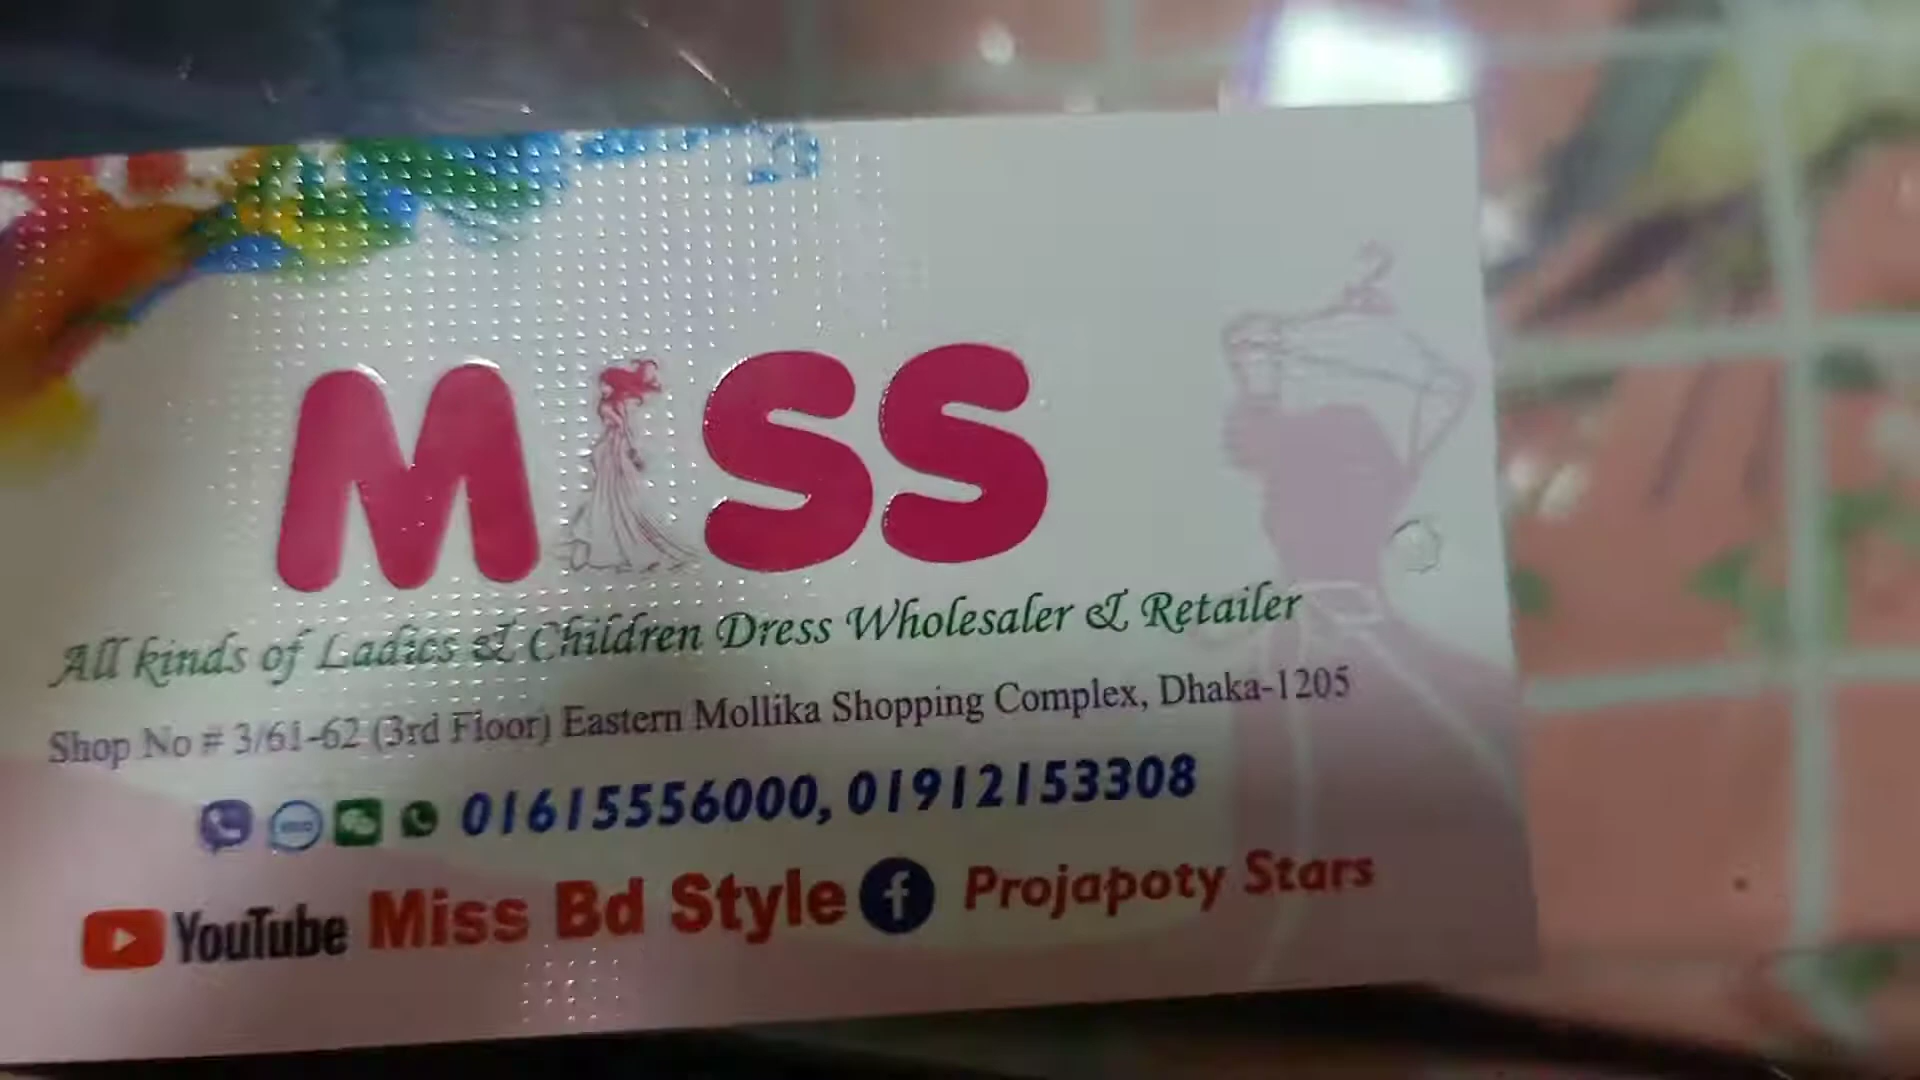 MISS
All kinds of Ladies & Children Dress Wholesaler & Retailer
Shop No # 3/61-62 (3rd Floor) Eastern Mollika Shopping Complex, Dhaka-1205
01615556000, 01912153308
YouTube Miss Bd Style f Projapoty Stars